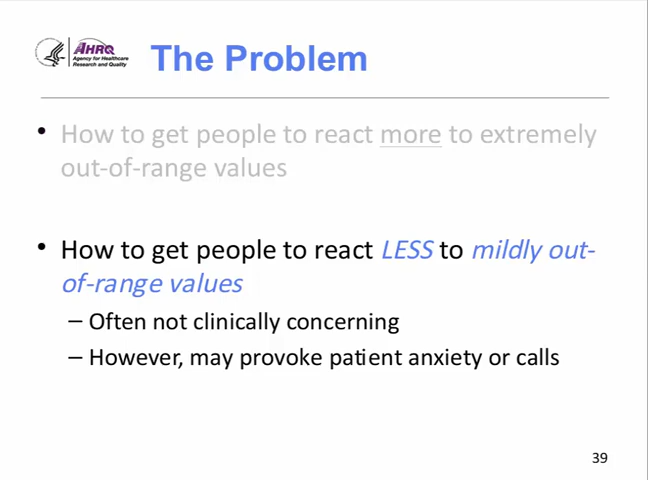 AHRQ
Agency for Healthcare
Research and Quality
The Problem
• How to get people to react more to extremely
out-of-range values
• How to get people to react LESS to mildly out-
of-range values
– Often not clinically concerning
– However, may provoke patient anxiety or calls
39